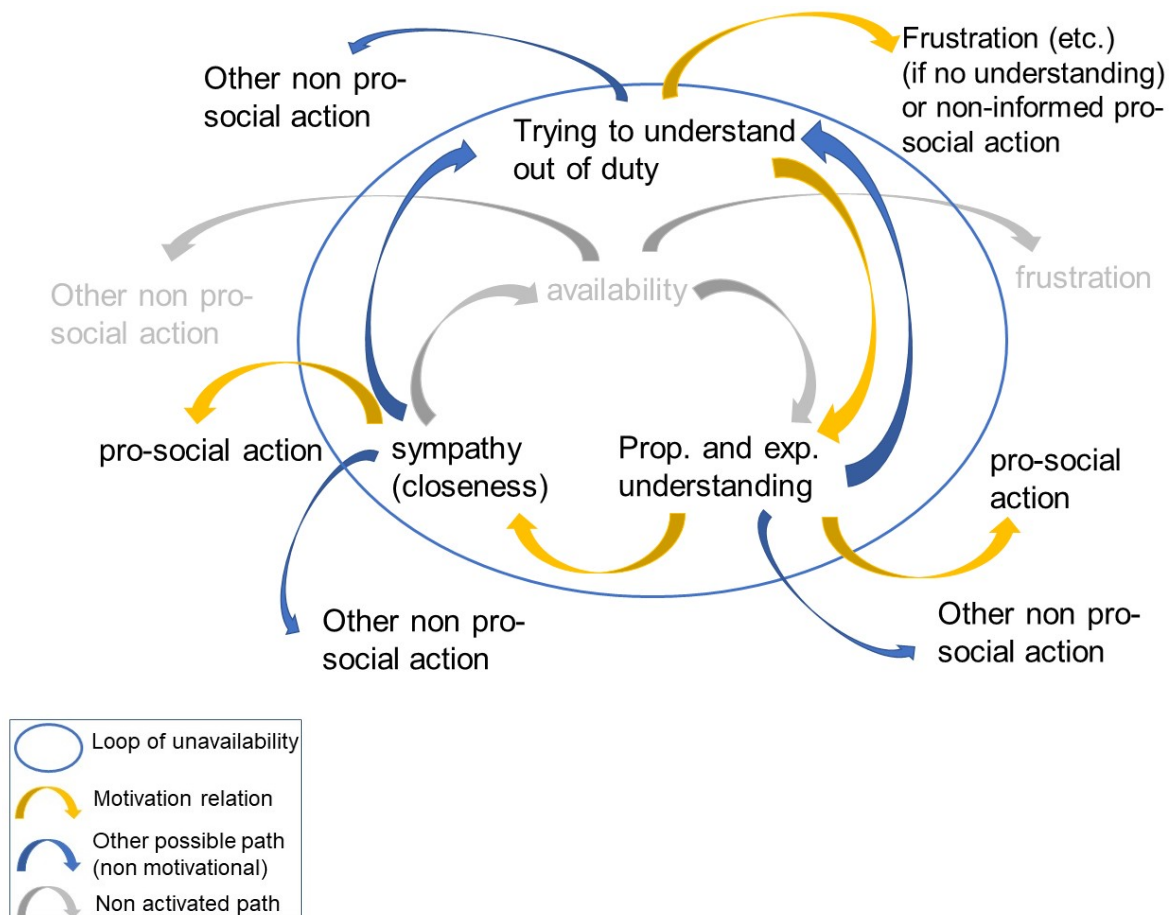 Other non pro-
social action
Frustration (etc.)
(if no understanding)
or non-informed pro-
social action
Trying to understand
out of duty
Other non pro-
social action
availability
frustration
pro-social action
sympathy
(closeness)
Prop. and exp.
understanding
pro-social
action
Other non pro-
social action
Other non pro-
social action
Loop of unavailability
Motivation relation
Other possible path
(non motivational)
Non activated path